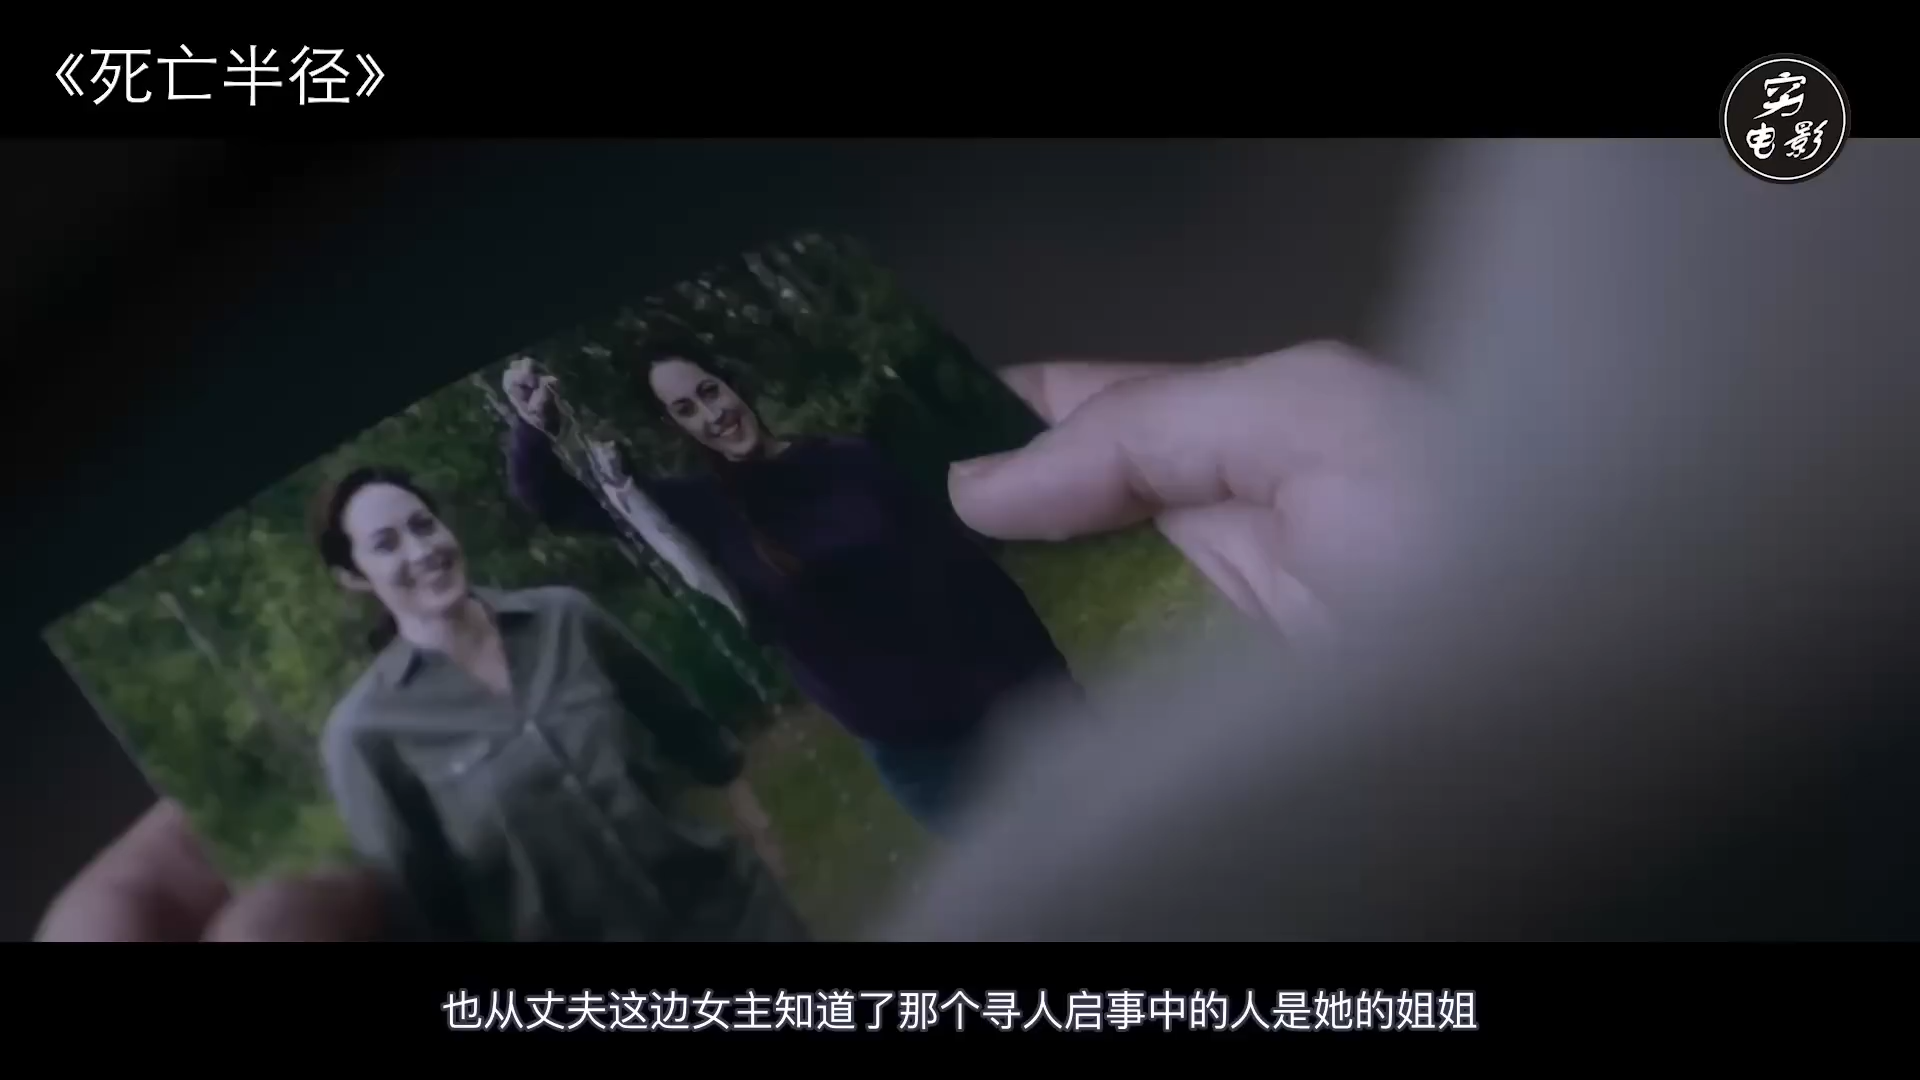 《死亡半径》
穷
电影
也从丈夫这边女主知道了那个寻人启事中的人是她的姐姐